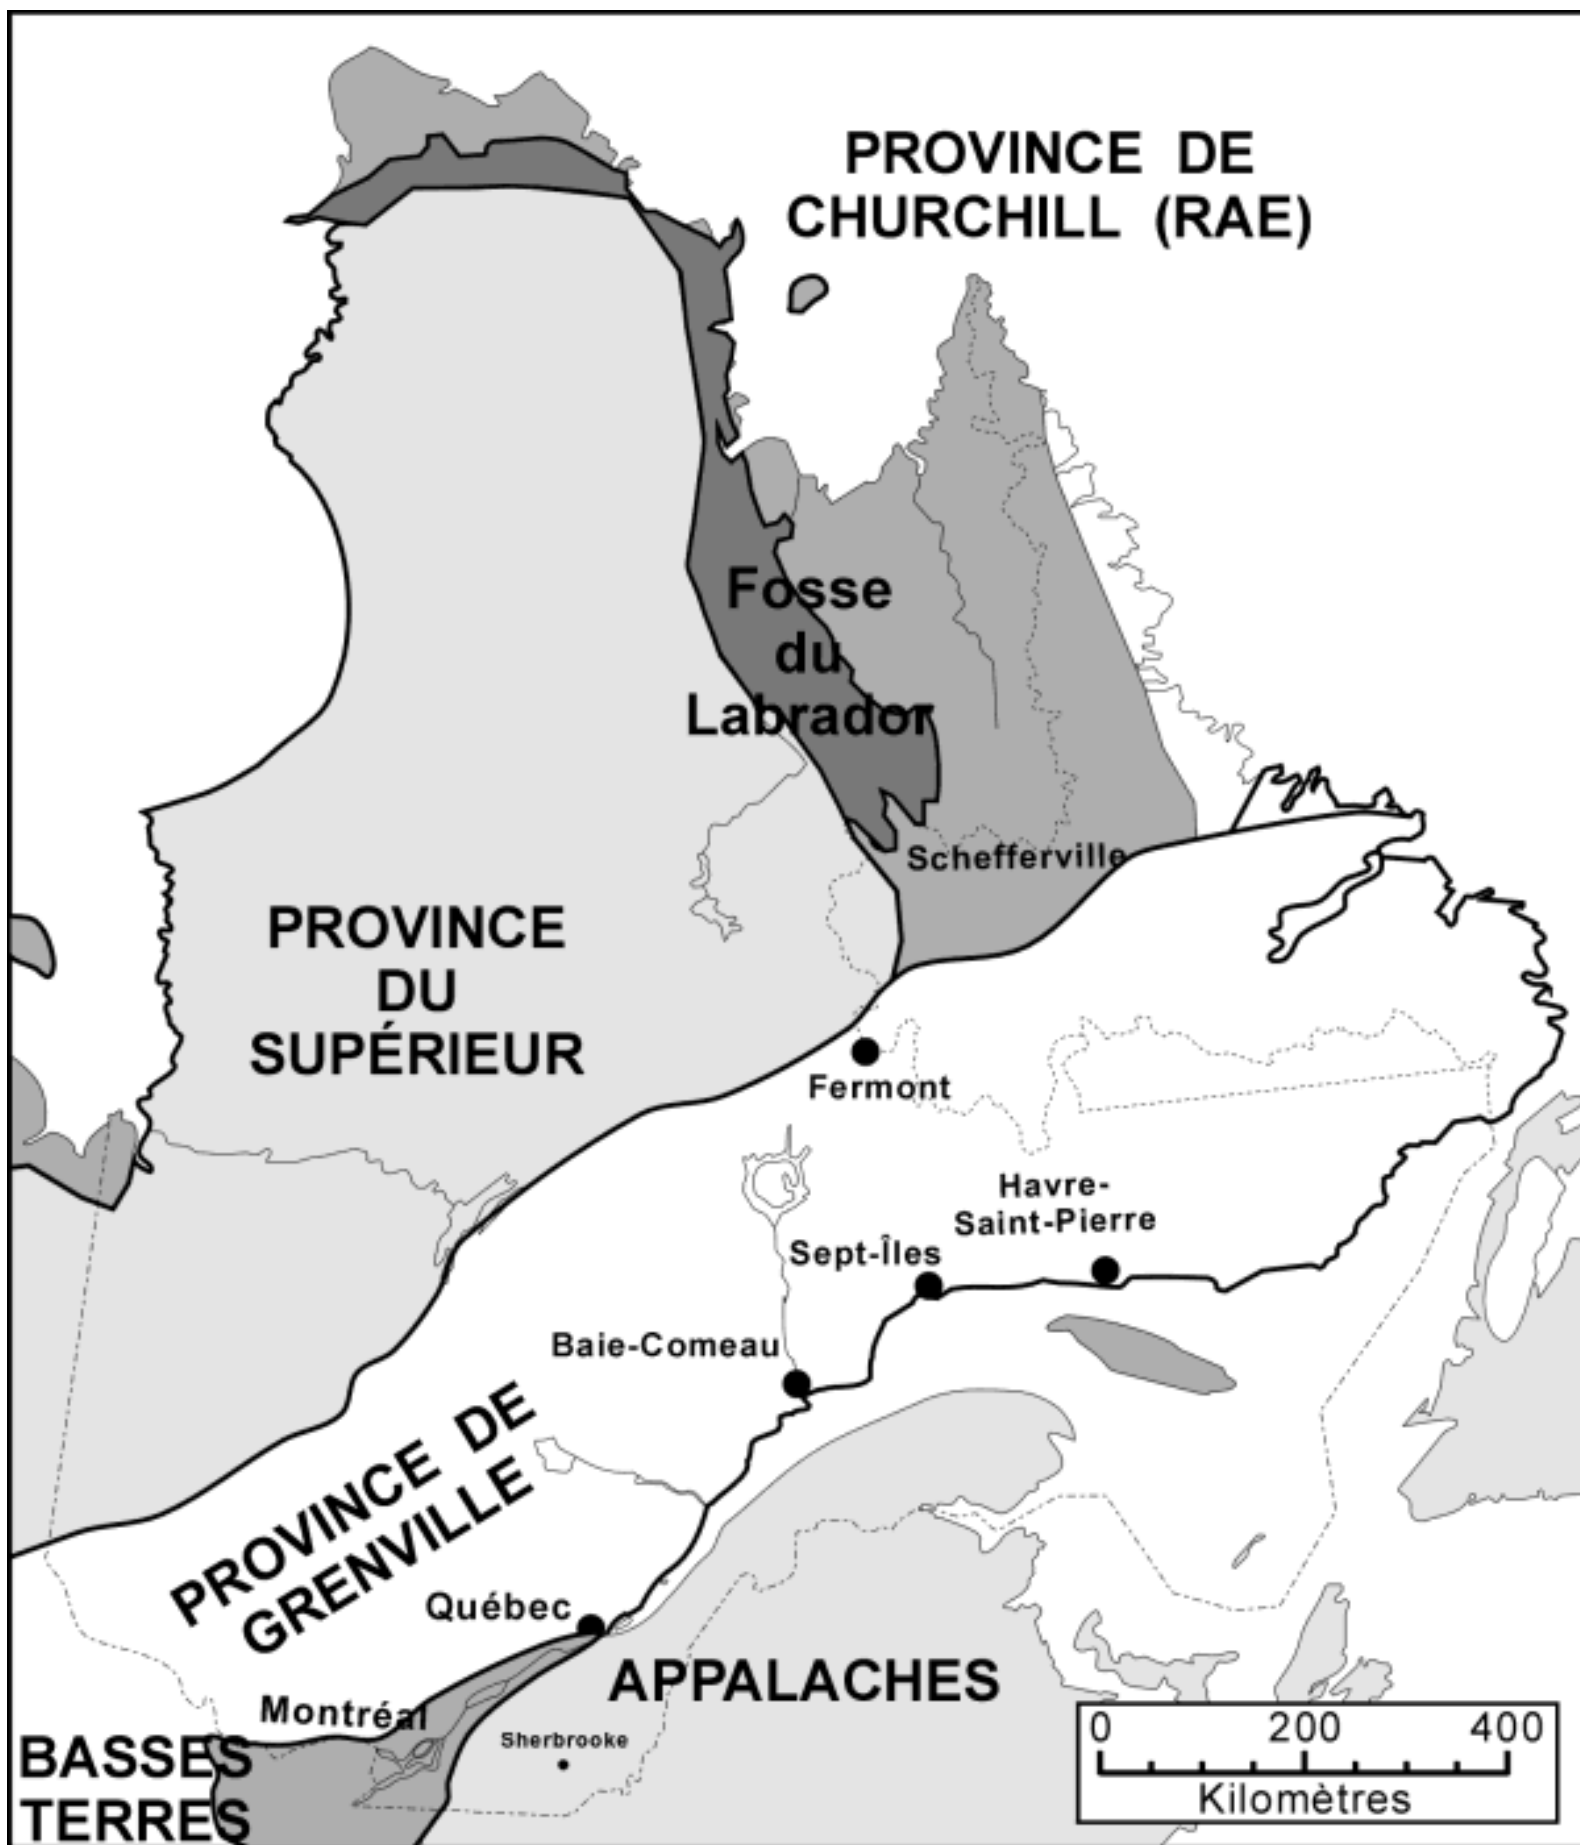 PROVINCE DE
CHURCHILL (RAE)
Fosse
du
Labrador
Schefferville
PROVINCE
DU
SUPÉRIEUR
Fermont
Havre-
Saint-Pierre
Sept-Îles
Baie-Comeau
PROVINCE DE
GRENVILLE
Québec
APPALACHES
Montréal
Sherbrooke
BASSES
TERRES
0 200 400
Kilomètres